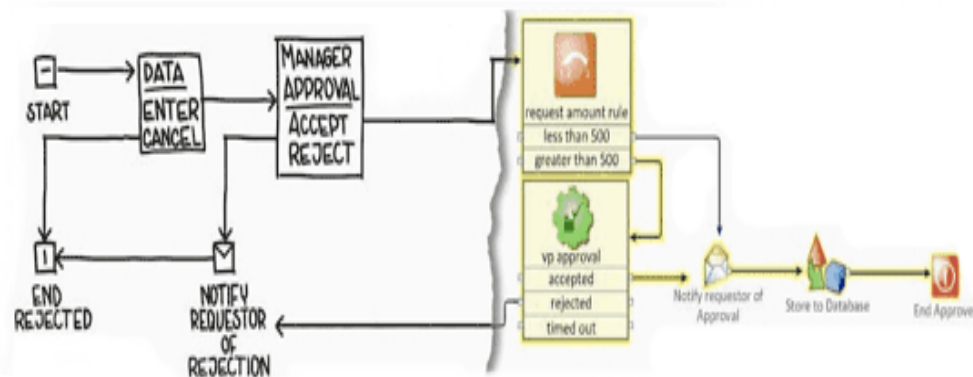 START
DATA
ENTER
CANCEL
MANAGER
APPROVAL
ACCEPT
REJECT
END
REJECTED
NOTIFY
REQUESTOR
OF
REJECTION
request amount rule
less than 500
greater than 500
vp approval
accepted
rejected
timed out
Notify requestor of
Approval
Store to Database
End Approve